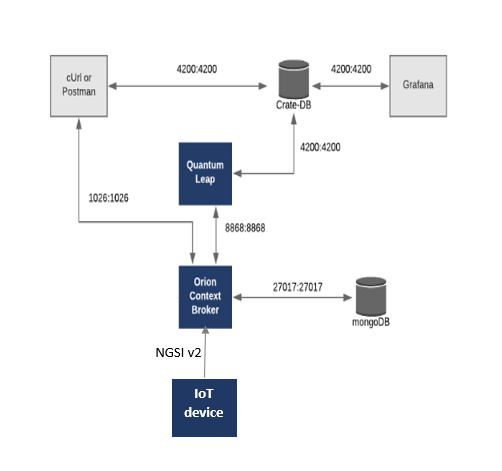 4200:4200
4200:4200
cUrl or
Postman
Crate-DB
Grafana
4200:4200
Quantum
Leap
1026:1026
8868:8868
Orion
Context
Broker
27017:27017
mongoDB
NGSI v2
IoT
device